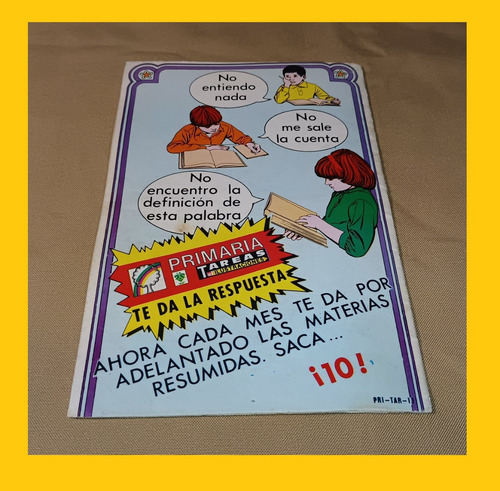 No
entiendo
nada
No
me sale
la cuenta
No
encuentro la
definición de
esta palabra
PRIMARIA
TAREAS
ILUSTRACIONES
TE DA LA RESPUESTA
AHORA CADA MES TE DA POR
ADELANTADO LAS MATERIAS
RESUMIDAS. SACA...
¡10!
PRI-TAR-1